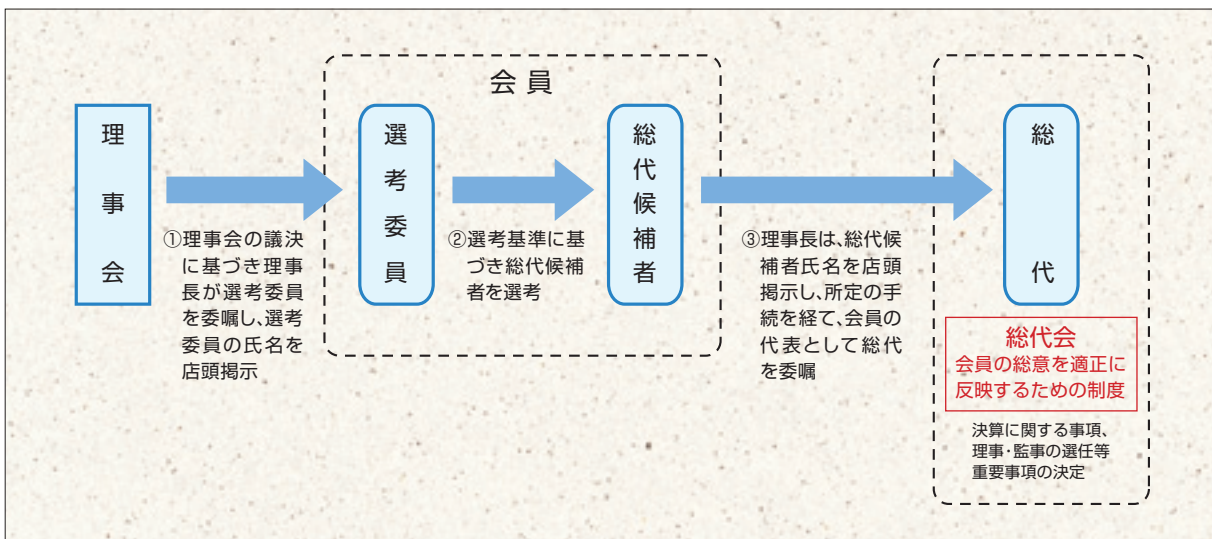 会員
理事会
選考委員
総代候補者
総代
①理事会の議決
に基づき理事
長が選考委員
を委嘱し、選考
委員の氏名を
店頭掲示
②選考基準に基
づき総代候補
者を選考
③理事長は、総代候
補者氏名を店頭
掲示し、所定の手
続を経て、会員の
代表として総代
を委嘱
総代会
会員の総意を適正に
反映するための制度
決算に関する事項、
理事・監事の選任等
重要事項の決定